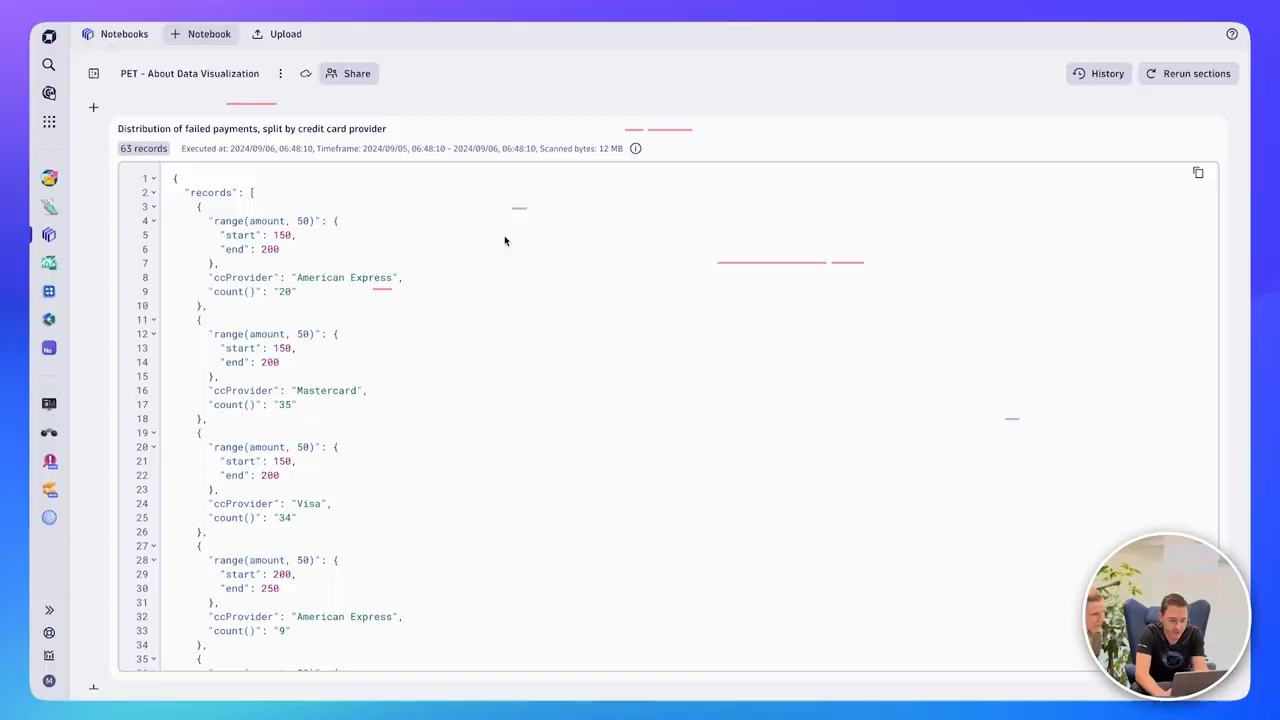 Notebooks
Notebook
Upload
PET - About Data Visualization
Share
History
Rerun sections
Distribution of failed payments, split by credit card provider
63 records
Executed at: 2024/09/06, 06:48:10, Timeframe: 2024/09/05, 06:48:10 - 2024/09/06, 06:48:10, Scanned bytes: 12 MB
1 {
2 "records": [
3 {
4 "range(amount, 50)": {
5 "start": 150,
6 "end": 200
7 },
8 "ccProvider": "American Express",
9 "count()": "20"
10 },
11 {
12 "range(amount, 50)": {
13 "start": 150,
14 "end": 200
15 },
16 "ccProvider": "Mastercard",
17 "count()": "35"
18 },
19 {
20 "range(amount, 50)": {
21 "start": 150,
22 "end": 200
23 },
24 "ccProvider": "Visa",
25 "count()": "34"
26 },
27 {
28 "range(amount, 50)": {
29 "start": 200,
30 "end": 250
31 },
32 "ccProvider": "American Express",
33 "count()": "9"
34 },
35 {
No
M